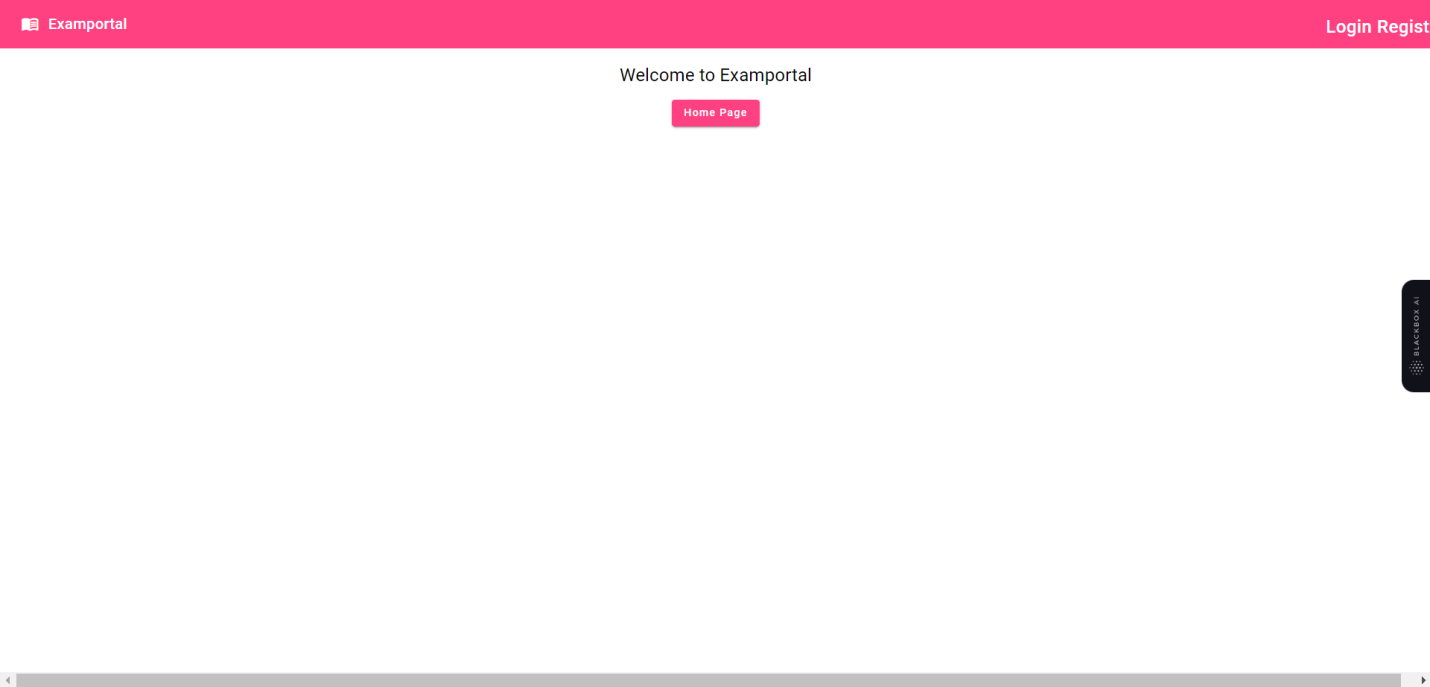 Examportal
Login Regist
Welcome to Examportal
Home Page
BLACKBOX AI